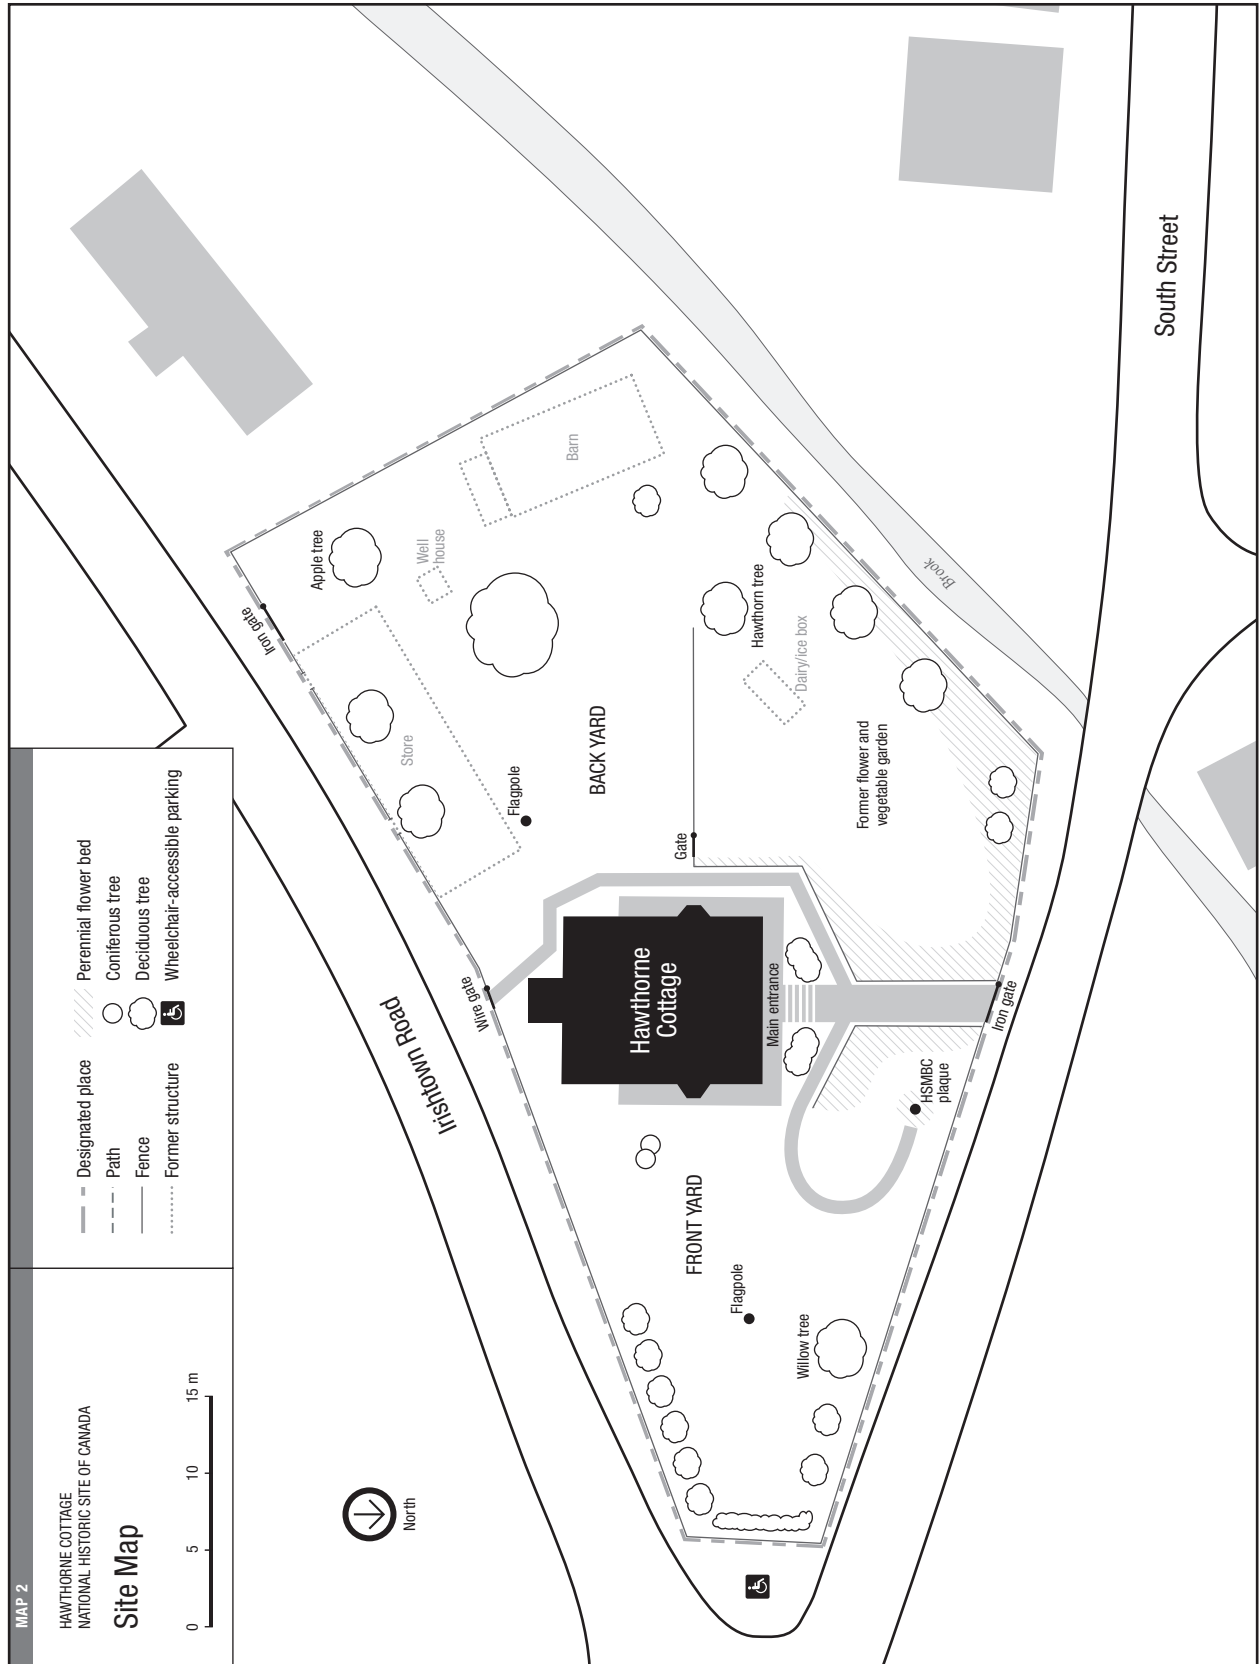 MAP 2
HAWTHORNE COTTAGE
NATIONAL HISTORIC SITE OF CANADA
Site Map
0 5 10 15 m
Designated place
Path
Fence
Former structure
Perennial flower bed
Coniferous tree
Deciduous tree
Wheelchair-accessible parking
North
Irishtown Road
Wire gate
Iron gate
Store
Apple tree
Well
house
Barn
Flagpole
BACK YARD
Gate
Hawthorn tree
Dairy/ice box
Former flower and
vegetable garden
Brook
South Street
Hawthorne
Cottage
Main entrance
Iron gate
HSMBC
plaque
FRONT YARD
Flagpole
Willow tree